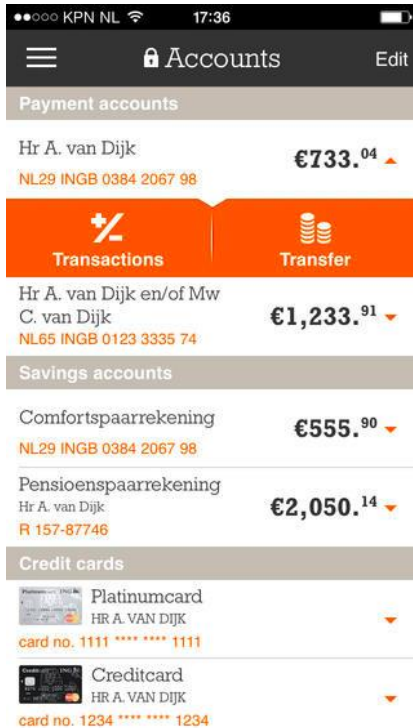 KPN NL 17:36
Accounts Edit
Payment accounts
Hr A. van Dijk
€733.04
NL29 INGB 0384 2067 98
Transactions Transfer
Hr A. van Dijk en/of Mw
C. van Dijk
€1,233.91
NL65 INGB 0123 3335 74
Savings accounts
Comfortspaarrekening
€555.90
NL29 INGB 0384 2067 98
Pensioenspaarrekening
Hr A. van Dijk
€2,050.14
R 157-87746
Credit cards
Platinumcard
HR A. VAN DIJK
card no. 1111 **** **** 1111
Creditcard
HR A. VAN DIJK
card no. 1234 **** **** 1234